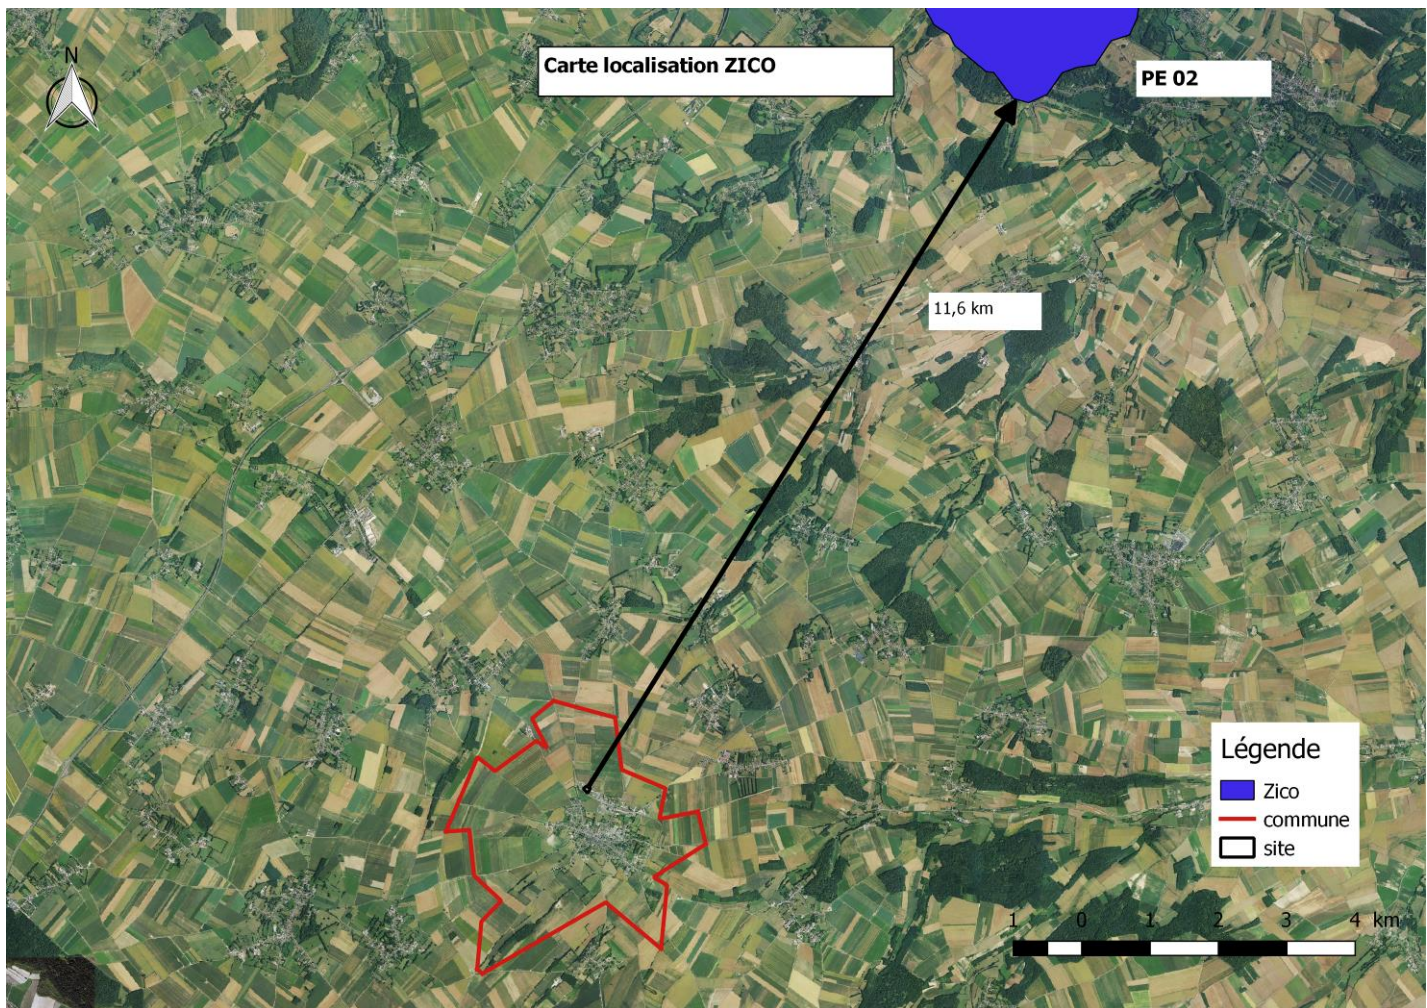 N
Carte localisation ZICO
PE 02
11,6 km
Légende
Zico
commune
site
1 0 1 2 3 4 km